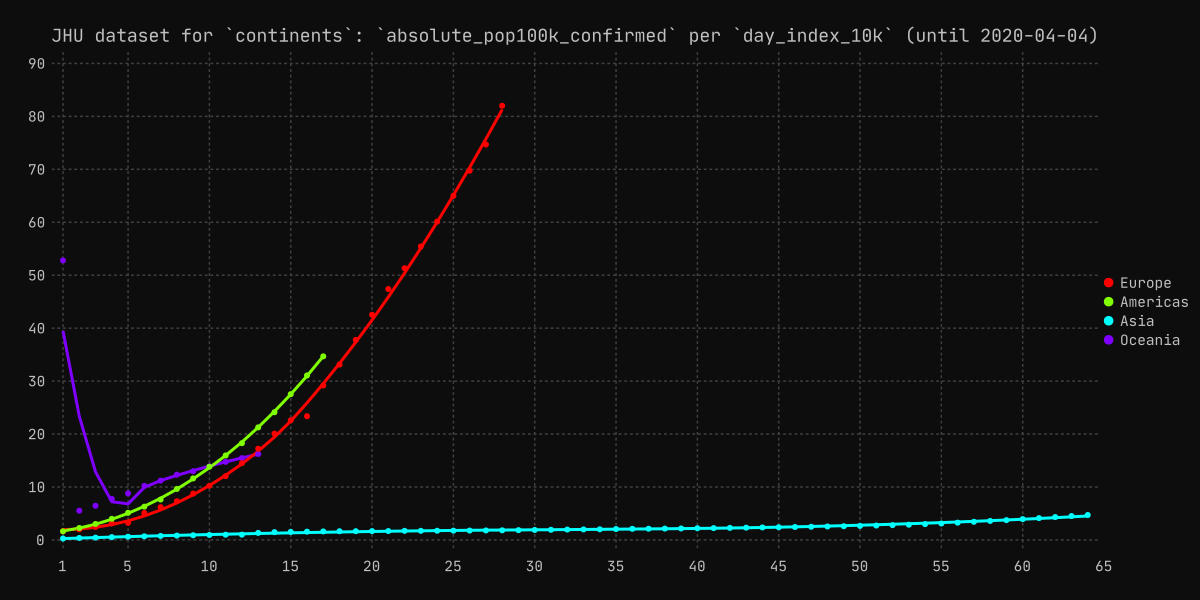 JHU dataset for `continents`: `absolute_pop100k_confirmed` per `day_index_10k` (until 2020-04-04)
90
80
70
60
50
40
30
20
10
0
1 5 10 15 20 25 30 35 40 45 50 55 60 65
Europe
Americas
Asia
Oceania